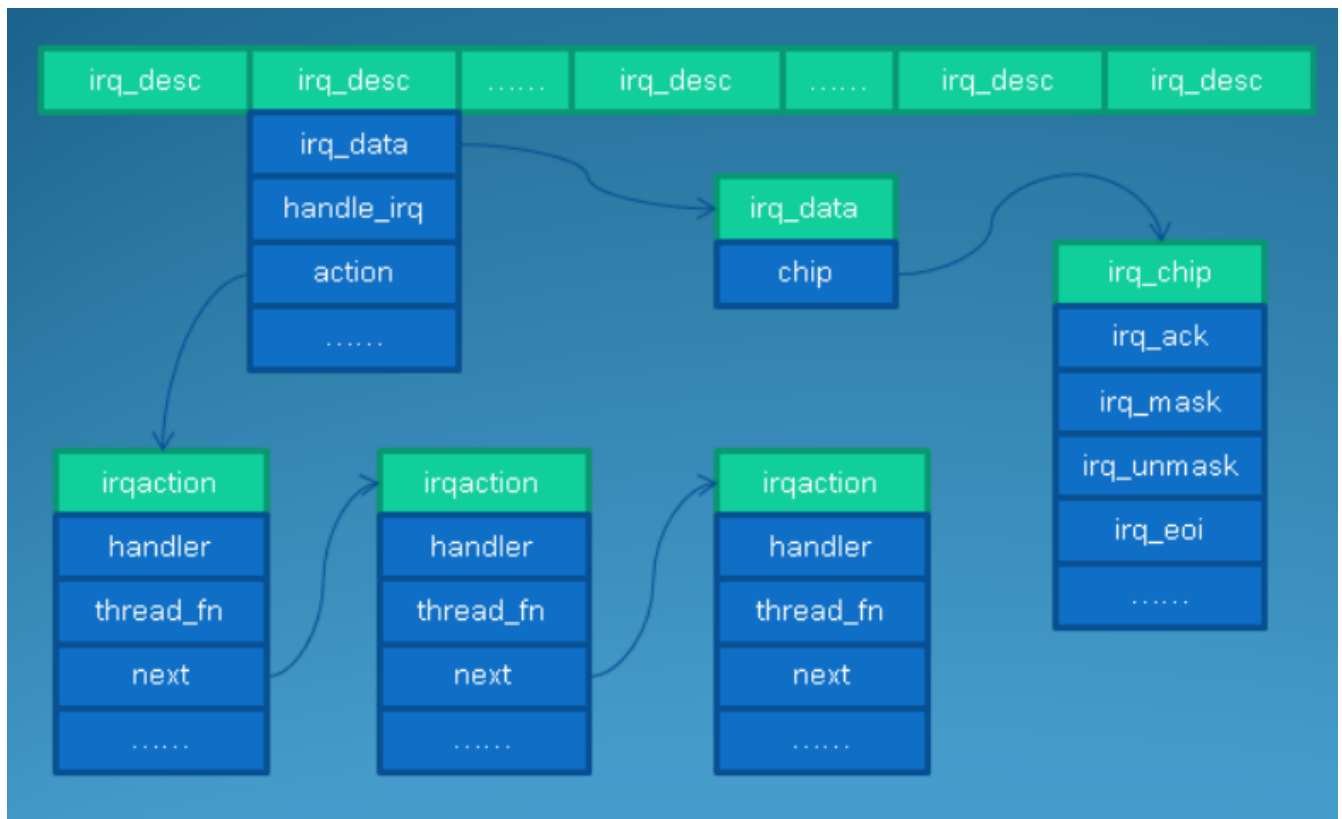 irq_desc irq_desc ...... irq_desc ...... irq_desc irq_desc
irq_data
handle_irq
action
......
irq_data
chip
irq_chip
irq_ack
irq_mask
irq_unmask
irq_eoi
......
irqaction
handler
thread_fn
next
......
irqaction
handler
thread_fn
next
......
irqaction
handler
thread_fn
next
......